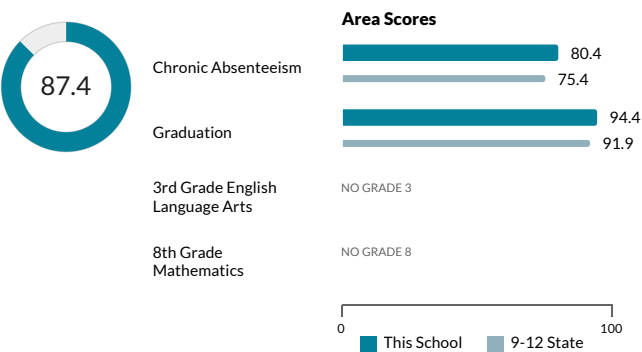 Area Scores
87.4
Chronic Absenteeism
80.4
75.4
Graduation
94.4
91.9
3rd Grade English
Language Arts
NO GRADE 3
8th Grade
Mathematics
NO GRADE 8
0 100
This School 9-12 State